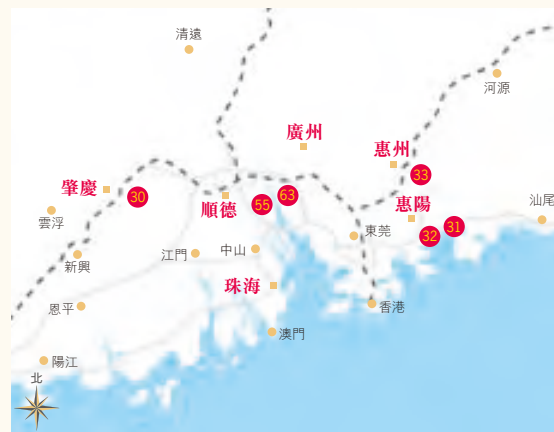 清遠
河源
廣州
惠州
33
肇慶
30
順德
55
63
惠陽
31
32
汕尾
雲浮
東莞
新興
江門
中山
珠海
香港
恩平
澳門
陽江
北